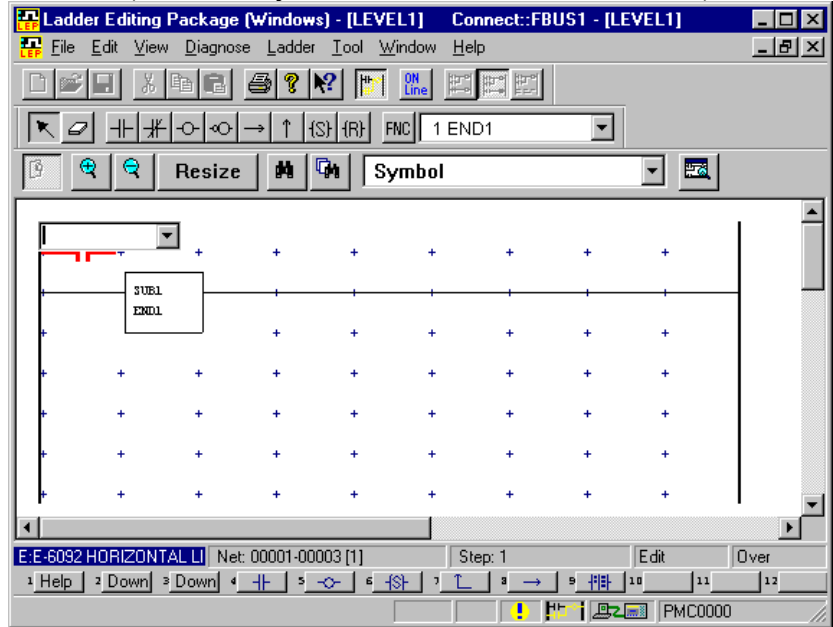 LEP Ladder Editing Package (Windows) - [LEVEL1] Connect::FBUS1 - [LEVEL1]
LEP File Edit View Diagnose Ladder Tool Window Help
ON Line
(S) (R) FNC 1 END1
Resize Symbol
SUB1
END1
E:E-6092 HORIZONTAL LI Net: 00001-00003 [1] Step: 1 Edit Over
1 Help 2 Down 3 Down 4 5 6 (S) 7 8 9 10 11 12
PMC0000